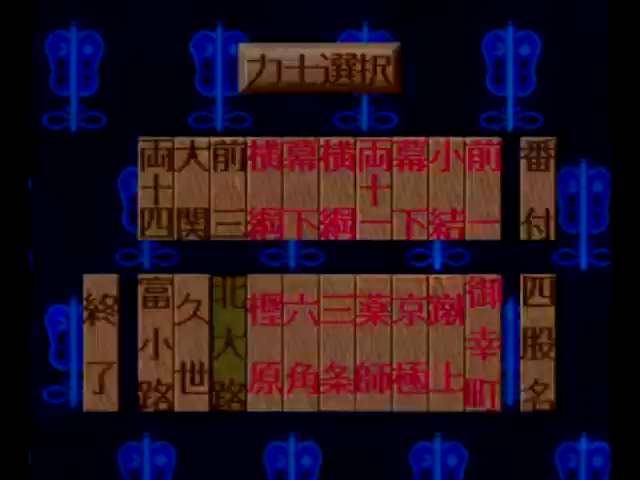 力士選択
番付
前一
小結
幕下
両十一
横綱
幕下
横綱
前三
大関
両十四
四股名
御幸町
蹴上
京極
薬師
三条
六角
樫原
北大路
久世
富小路
終了